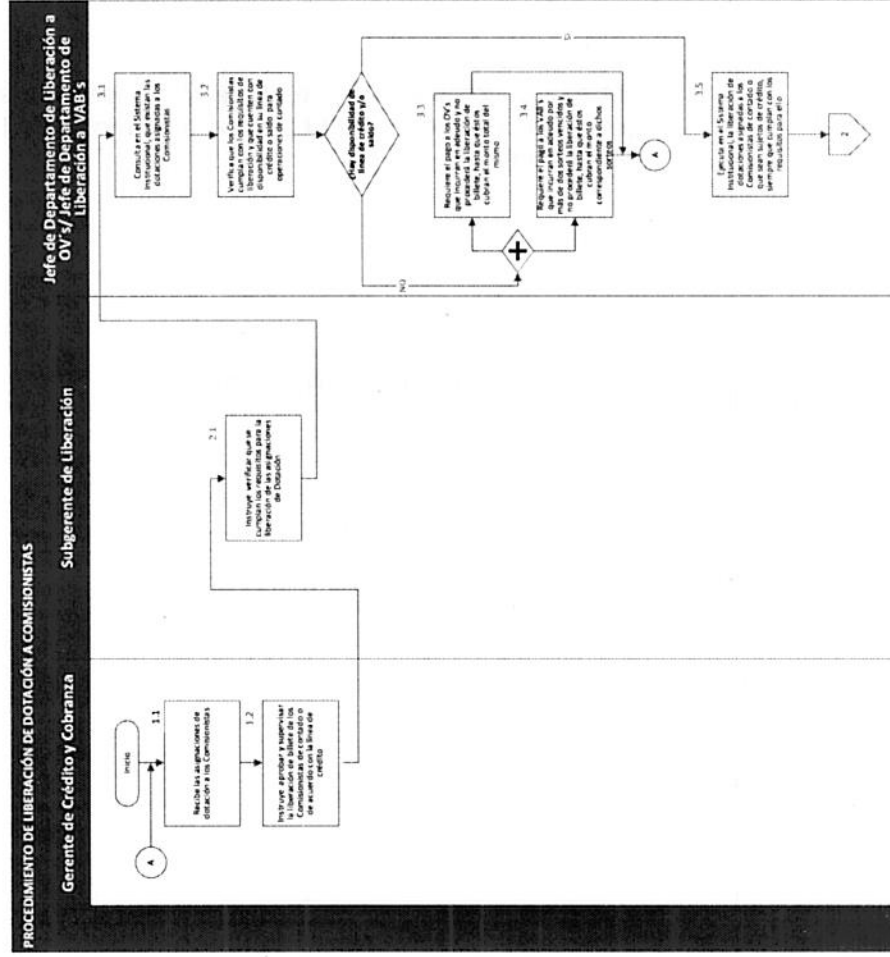 PROCEDIMIENTO DE LIBERACIÓN DE DOTACIÓN A COMISIONISTAS
Gerente de Crédito y Cobranza
Subgerente de Liberación
Jefe de Departamento de Liberación a
OV's/ Jefe de Departamento de
Liberación a VAB's
Inicio
A
1.1
Recibe las asignaciones de
dotación a los Comisionistas
1.2
Instruye aprobar y supervisar
la liberación de billete de los
Comisionistas de contado o
de acuerdo con la línea de
crédito
2.1
Instruye verificar que se
cumplan los requisitos para la
liberación de las asignaciones
de Dotación
3.1
Consulta en el Sistema
Institucional, que existan las
dotaciones asignadas a los
Comisionistas
3.2
Verifica que los Comisionistas
cumplan con los requisitos de
liberación y que cuenten con
disponibilidad en su línea de
crédito o saldo para
operaciones de contado
¿Hay disponibilidad de
línea de crédito y/o
saldo?
NO
3.3
Requiere el pago a los OV's
que incurran en adeudo y no
procederá la liberación de
billete, hasta que éstos
cubran el monto total del
mismo
3.4
Requiere el pago a los VAB's
que incurran en adeudo por
más de dos sorteos vencidos y
no procederá la liberación de
billete, hasta que éstos
cubran el monto
correspondiente a dichos
sorteos
A
3.5
Ejecuta en el Sistema
Institucional, la liberación de
dotaciones asignadas a los
Comisionistas de contado o
que sean sujetos de crédito,
siempre que cumplan con los
requisitos para ello
2